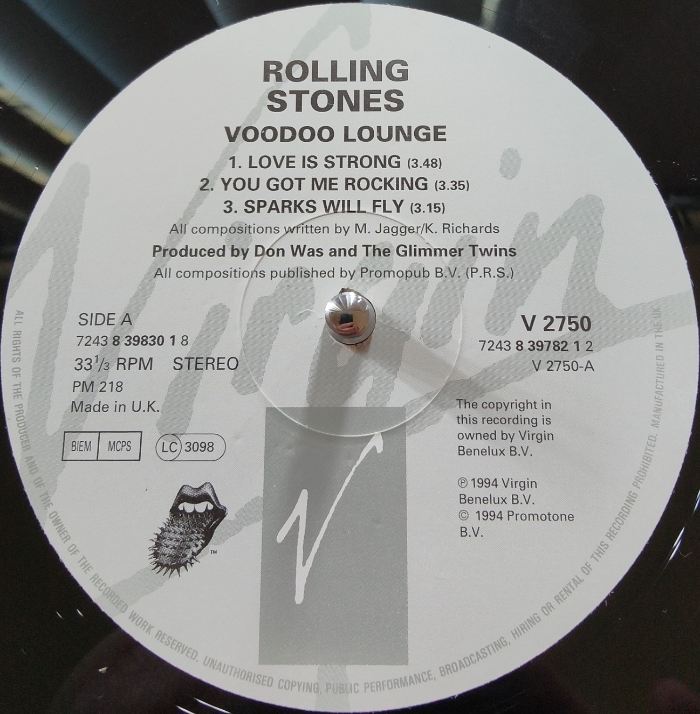 ROLLING
STONES
VOODOO LOUNGE
1. LOVE IS STRONG (3.48)
2. YOU GOT ME ROCKING (3.35)
3. SPARKS WILL FLY (3.15)
All compositions written by M. Jagger/K. Richards
Produced by Don Was and The Glimmer Twins
All compositions published by Promopub B.V. (P.R.S.)
Virgin
SIDE A
7243 8 39830 1 8
33 1/3 RPM STEREO
PM 218
Made in U.K.
BIEM MCPS
LC 3098
TM
V 2750
7243 8 39782 1 2
V 2750-A
The copyright in
this recording is
owned by Virgin
Benelux B.V.
℗ 1994 Virgin
Benelux B.V.
© 1994 Promotone
B.V.
V
ALL RIGHTS OF THE PRODUCER AND OF THE OWNER OF THE RECORDED WORK RESERVED. UNAUTHORISED COPYING, PUBLIC PERFORMANCE, BROADCASTING, HIRING OR RENTAL OF THIS RECORDING PROHIBITED. MANUFACTURED IN THE UK